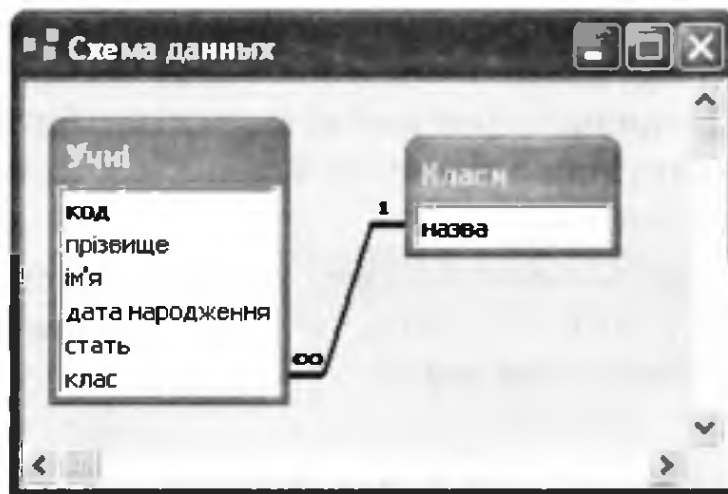 Схема данных
Учні
код
прізвище
ім'я
дата народження
стать
клас
Класи
назва
1
∞